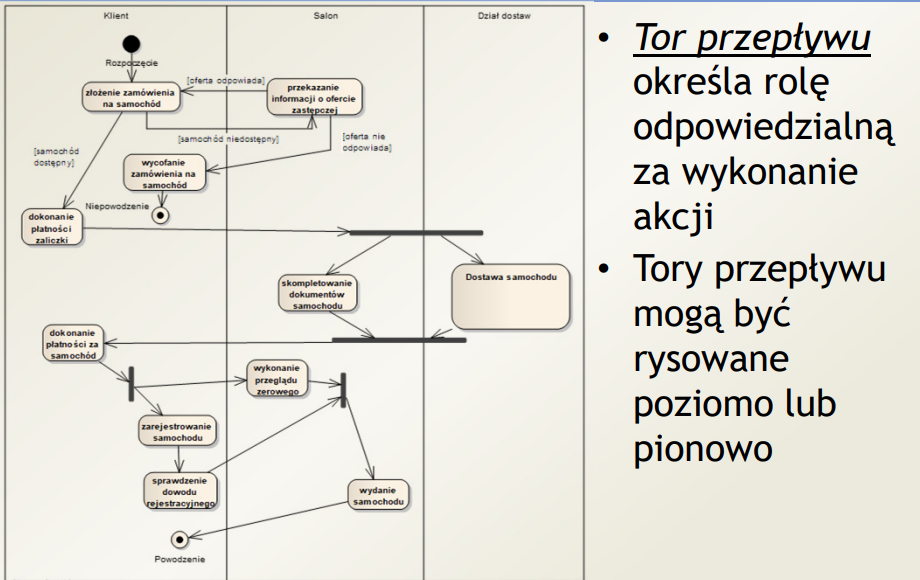 Klient
Salon
Dział dostaw
Rozpoczęcie
złożenie zamówienia
na samochód
[oferta odpowiada]
przekazanie
informacji o ofercie
zastępczej
[samochód niedostępny]
[oferta nie
odpowiada]
[samochód
dostępny]
wycofanie
zamówienia na
samochód
Niepowodzenie
dokonanie
płatności
zaliczki
skompletowanie
dokumentów
samochodu
Dostawa samochodu
dokonanie
płatności za
samochód
wykonanie
przeglądu
zerowego
zarejestrowanie
samochodu
sprawdzenie
dowodu
rejestracyjnego
wydanie
samochodu
Powodzenie
• Tor przepływu
określa rolę
odpowiedzialną
za wykonanie
akcji
• Tory przepływu
mogą być
rysowane
poziomo lub
pionowo